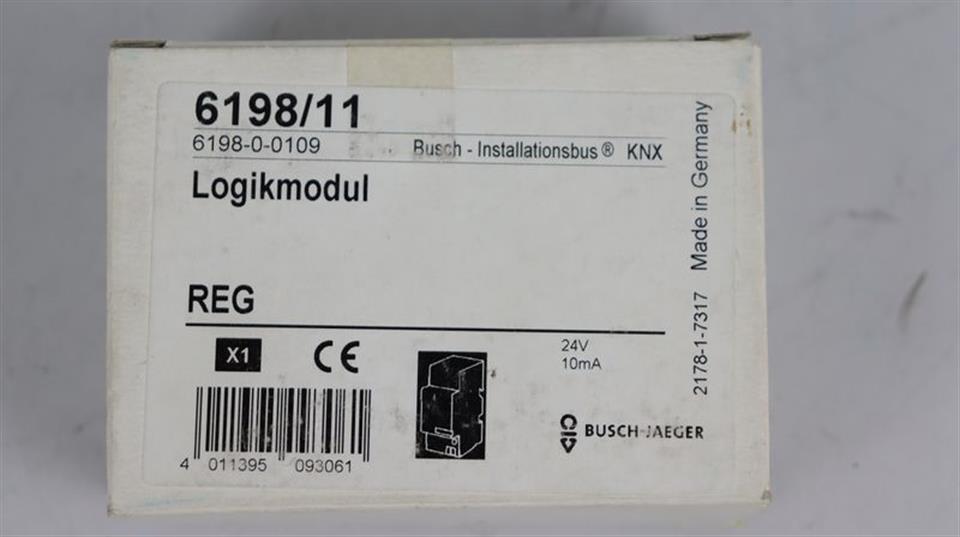 6198/11
6198-0-0109
Busch - Installationsbus® KNX
Logikmodul
REG
X1
CE
24V
10mA
BUSCH-JAEGER
4 011395 093061
2178-1-7317 Made in Germany